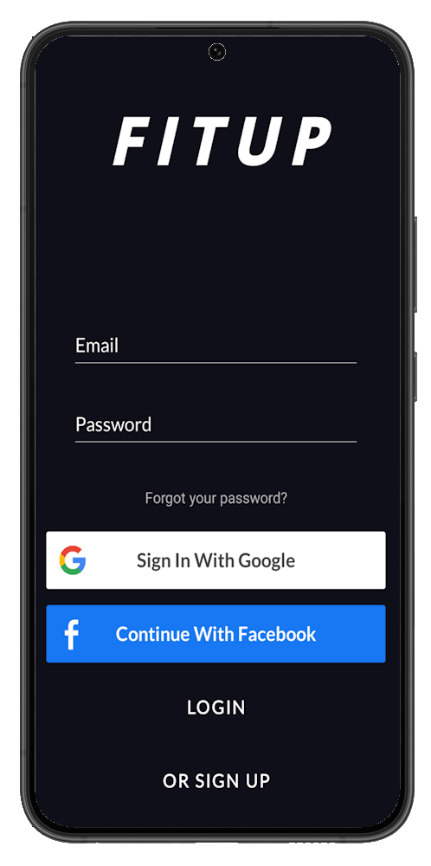 FITUP
Email
Password
Forgot your password?
Sign In With Google
Continue With Facebook
LOGIN
OR SIGN UP